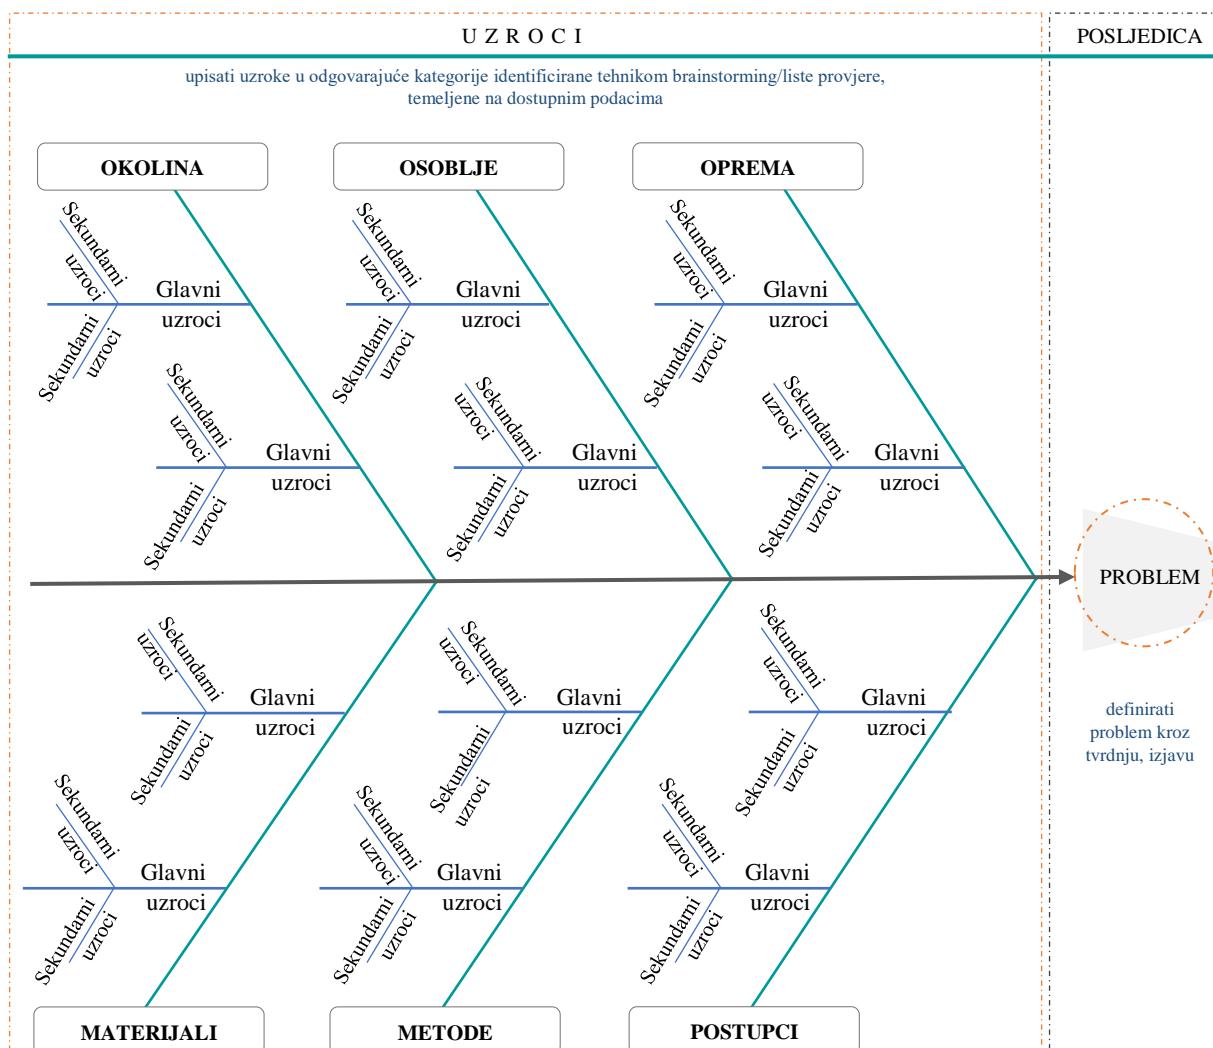 UZROCI
POSLJEDICA
upisati uzroke u odgovarajuće kategorije identificirane tehnikom brainstorming/liste provjere,
temeljene na dostupnim podacima
OKOLINA
OSOBLJE
OPREMA
Sekundarni
uzroci
Glavni
uzroci
Sekundarni
uzroci
Sekundarni
uzroci
Glavni
uzroci
Sekundarni
uzroci
Sekundarni
uzroci
Glavni
uzroci
Sekundarni
uzroci
Sekundarni
uzroci
Glavni
uzroci
Sekundarni
uzroci
Sekundarni
uzroci
Glavni
uzroci
Sekundarni
uzroci
Sekundarni
uzroci
Glavni
uzroci
Sekundarni
uzroci
PROBLEM
definirati
problem kroz
tvrdnju, izjavu
Sekundarni
uzroci
Glavni
uzroci
Sekundarni
uzroci
Sekundarni
uzroci
Glavni
uzroci
Sekundarni
uzroci
Sekundarni
uzroci
Glavni
uzroci
Sekundarni
uzroci
Sekundarni
uzroci
Glavni
uzroci
Sekundarni
uzroci
Sekundarni
uzroci
Glavni
uzroci
Sekundarni
uzroci
Sekundarni
uzroci
Glavni
uzroci
Sekundarni
uzroci
MATERIJALI
METODE
POSTUPCI